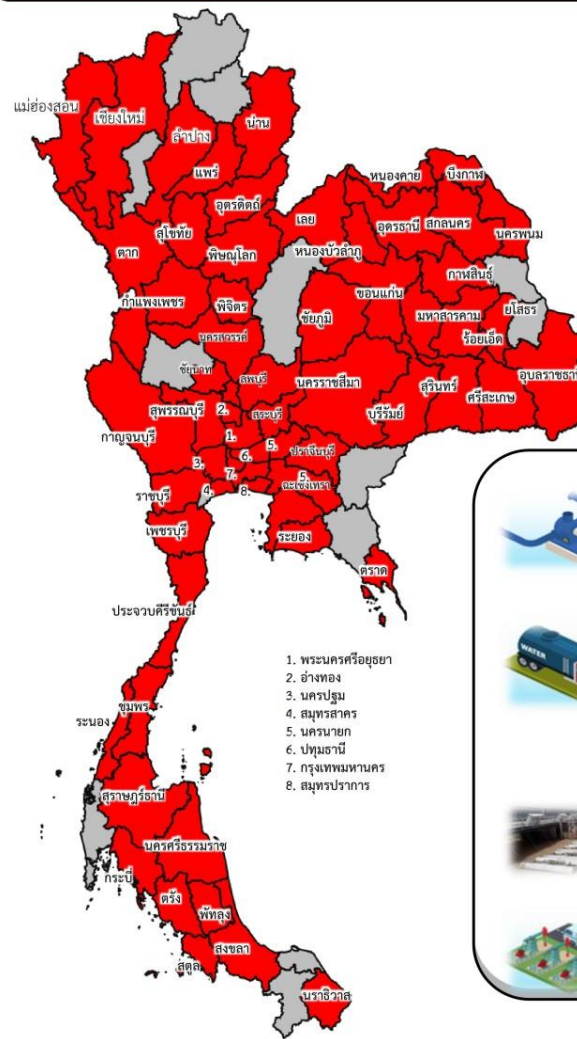 แม่ฮ่องสอน
เชียงใหม่
ลำปาง
น่าน
แพร่
อุตรดิตถ์
เลย
หนองคาย
บึงกาฬ
ตาก
สุโขทัย
พิษณุโลก
หนองบัวลำภู
อุดรธานี
สกลนคร
นครพนม
กำแพงเพชร
พิจิตร
ชัยภูมิ
ขอนแก่น
กาฬสินธุ์
มหาสารคาม
ยโสธร
ร้อยเอ็ด
นครสวรรค์
ชัยนาท
ลพบุรี
นครราชสีมา
บุรีรัมย์
สุรินทร์
ศรีสะเกษ
อุบลราชธานี
สุพรรณบุรี
2.
สระบุรี
กาญจนบุรี
1.
5.
ปราจีนบุรี
3.
6.
7.
5.
ฉะเชิงเทรา
ราชบุรี
4.
8.
เพชรบุรี
ระยอง
ตราด
ประจวบคีรีขันธ์
1. พระนครศรีอยุธยา
2. อ่างทอง
3. นครปฐม
4. สมุทรสาคร
5. นครนายก
6. ปทุมธานี
7. กรุงเทพมหานคร
8. สมุทรปราการ
WATER
ระนอง
ชุมพร
สุราษฎร์ธานี
นครศรีธรรมราช
กระบี่
ตรัง
พัทลุง
สงขลา
สตูล
นราธิวาส